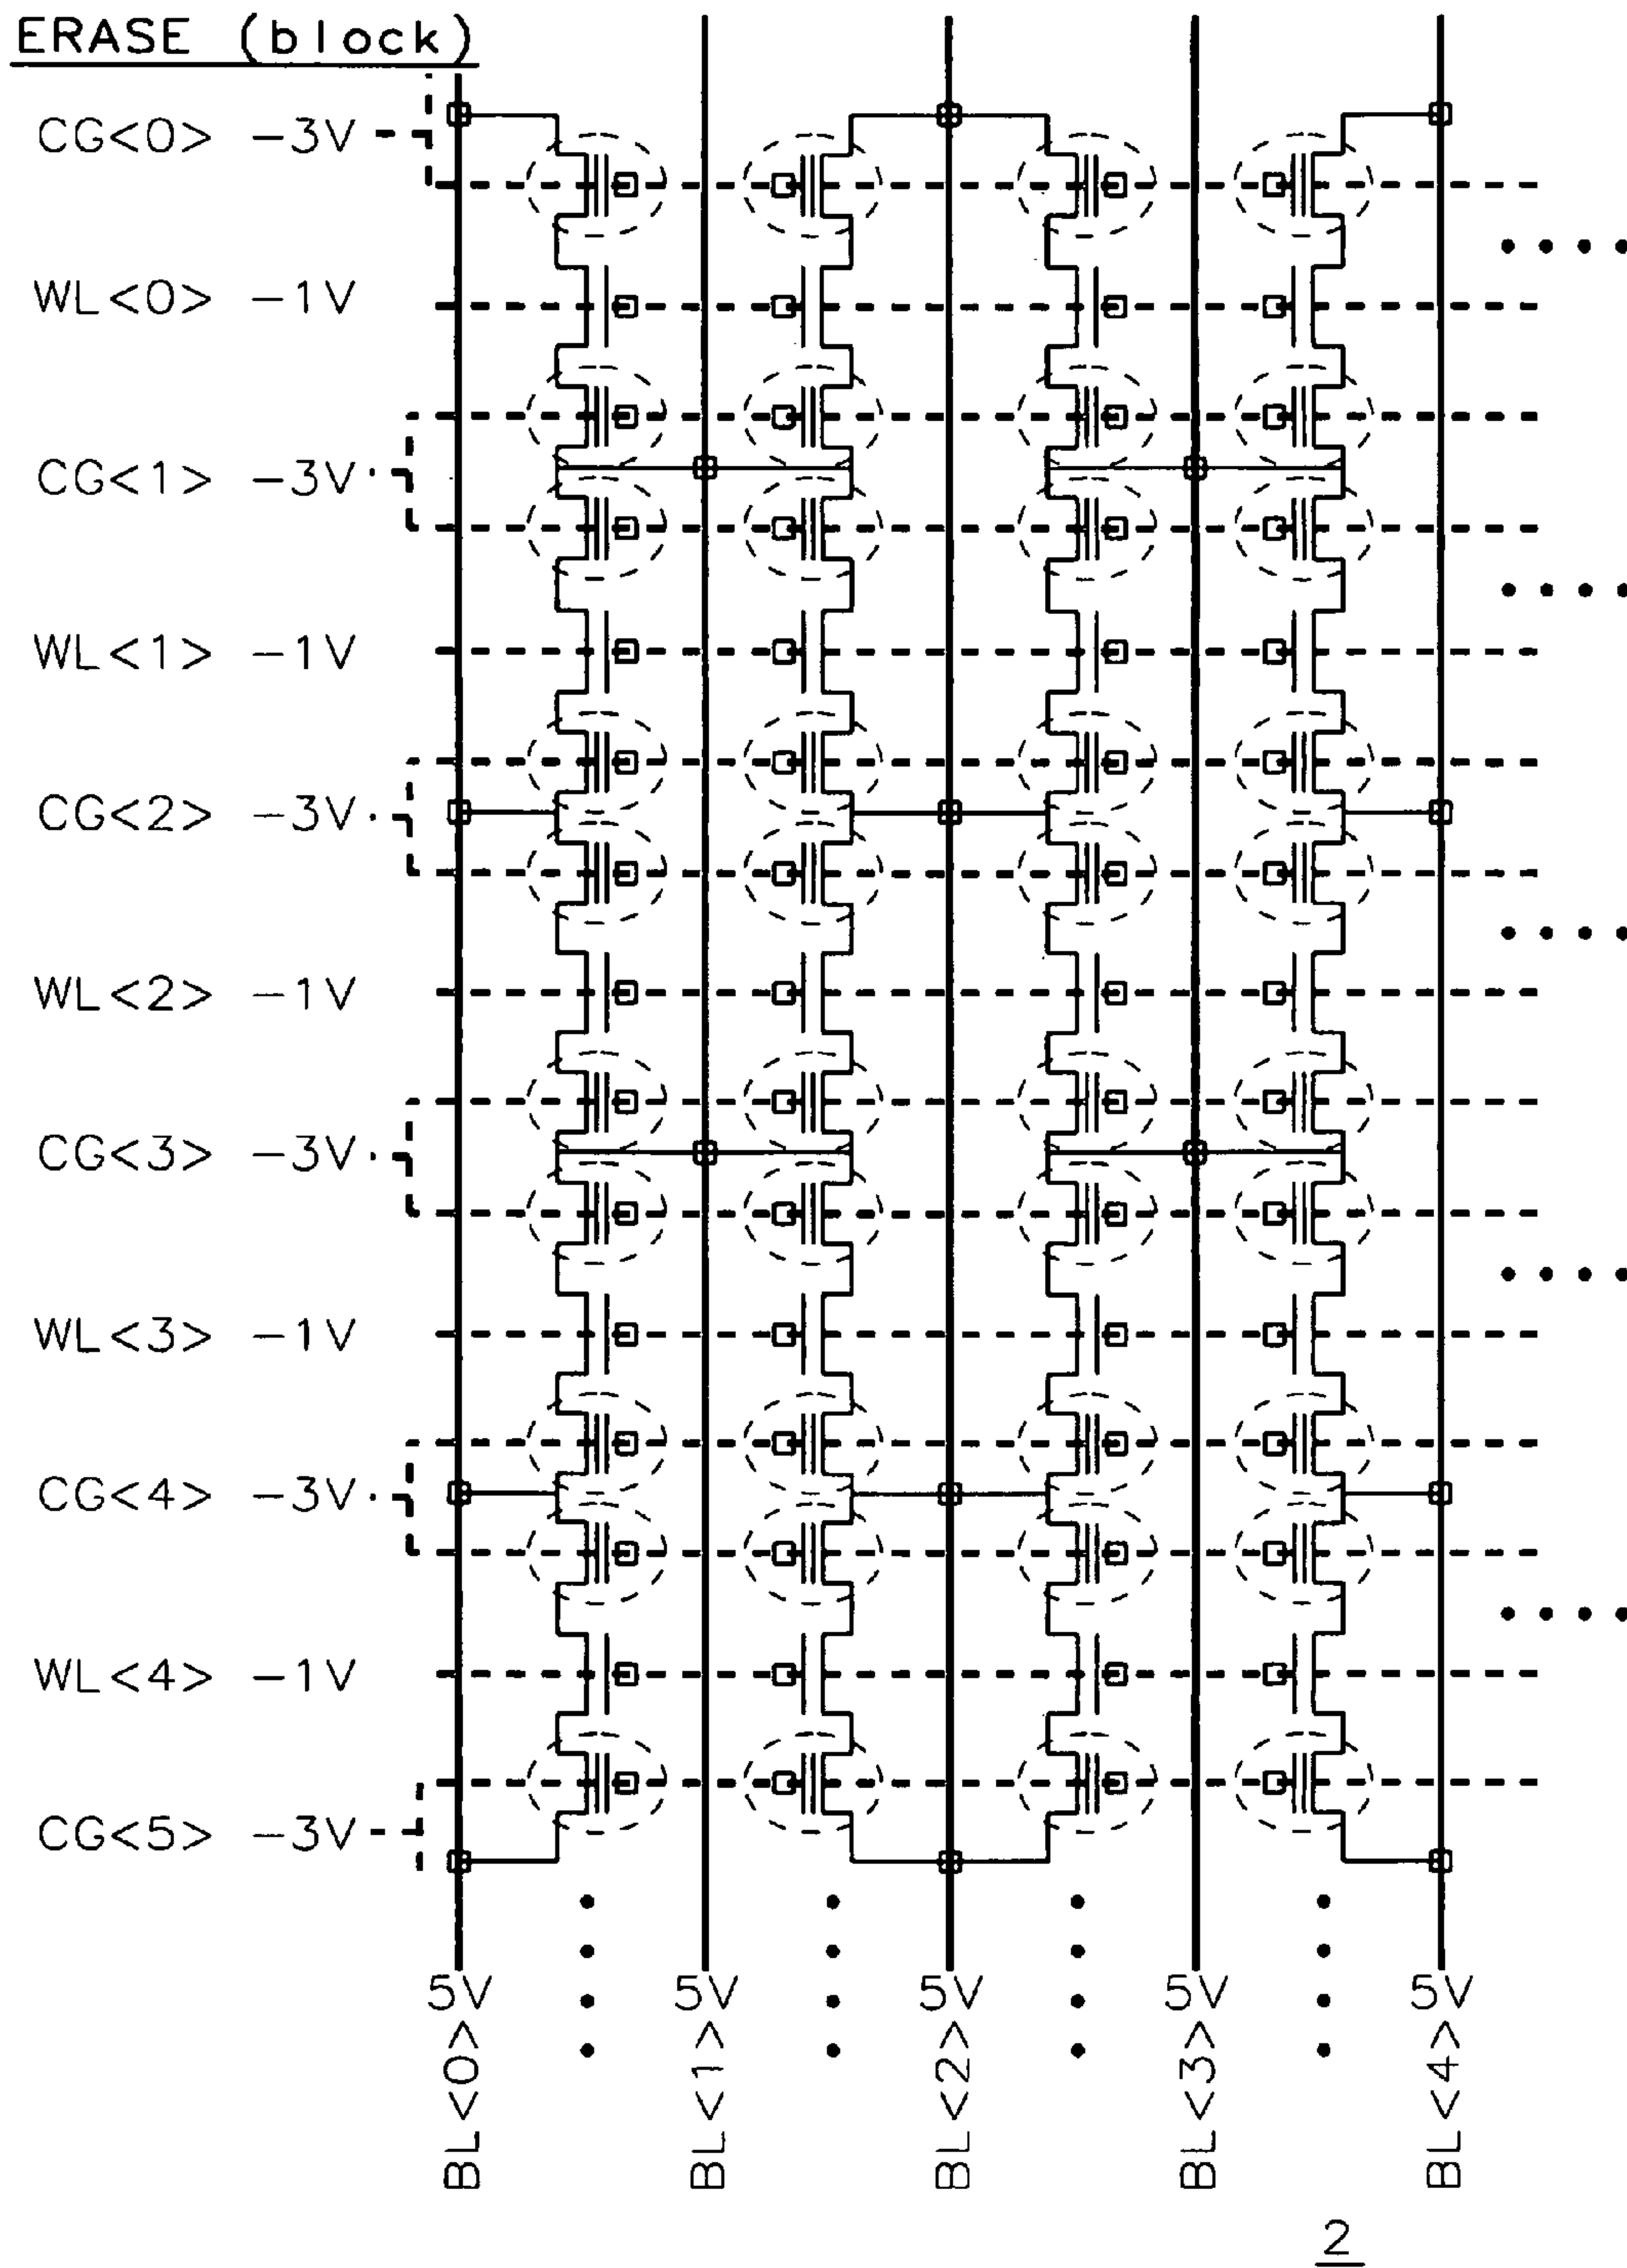 ERASE (block)
CG<0> -3V
WL<0> -1V
CG<1> -3V
WL<1> -1V
CG<2> -3V
WL<2> -1V
CG<3> -3V
WL<3> -1V
CG<4> -3V
WL<4> -1V
CG<5> -3V
BL<0> 5V
BL<1> 5V
BL<2> 5V
BL<3> 5V
BL<4> 5V
2